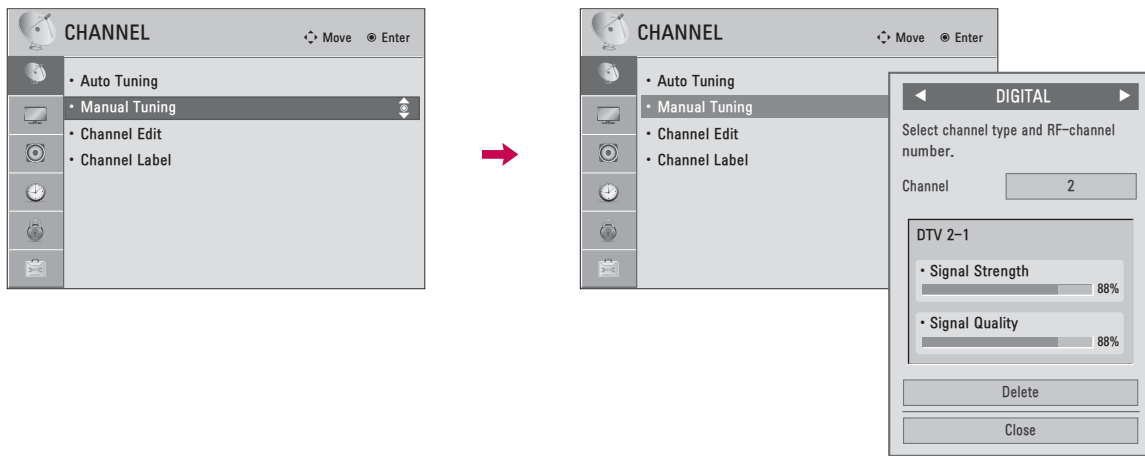 CHANNEL
Move Enter
• Auto Tuning
• Manual Tuning
• Channel Edit
• Channel Label
CHANNEL
Move Enter
• Auto Tuning
• Manual Tuning
• Channel Edit
• Channel Label
DIGITAL
Select channel type and RF-channel
number.
Channel 2
DTV 2-1
• Signal Strength
88%
• Signal Quality
88%
Delete
Close